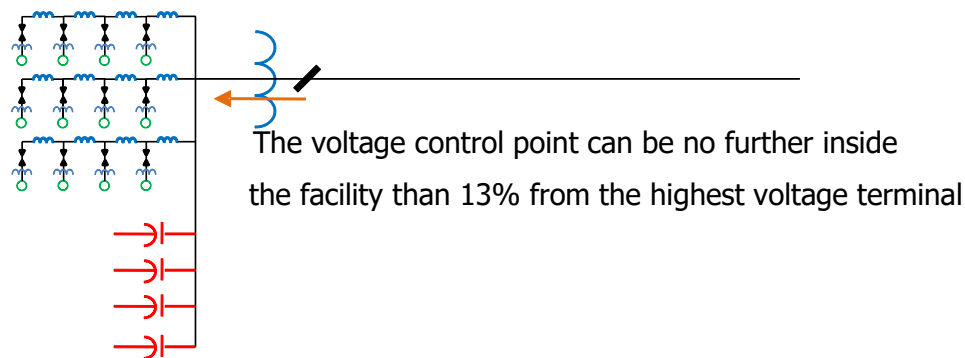 The voltage control point can be no further inside
the facility than 13% from the highest voltage terminal